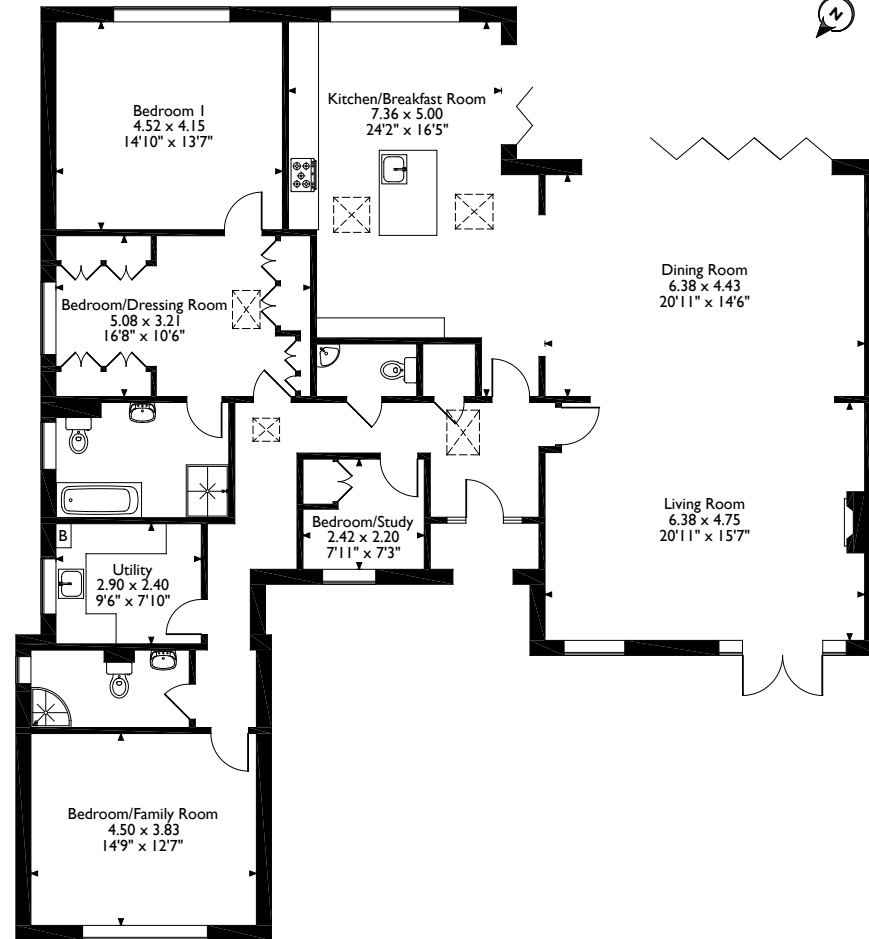 N
Bedroom 1
4.52 x 4.15
14'10" x 13'7"
Kitchen/Breakfast Room
7.36 x 5.00
24'2" x 16'5"
Dining Room
6.38 x 4.43
20'11" x 14'6"
Bedroom/Dressing Room
5.08 x 3.21
16'8" x 10'6"
Living Room
6.38 x 4.75
20'11" x 15'7"
Bedroom/Study
2.42 x 2.20
7'11" x 7'3"
B
Utility
2.90 x 2.40
9'6" x 7'10"
Bedroom/Family Room
4.50 x 3.83
14'9" x 12'7"